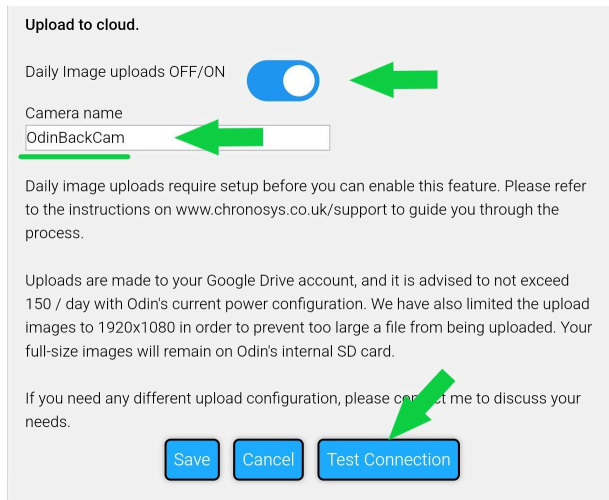 Upload to cloud.
Daily Image uploads OFF/ON
Camera name
OdinBackCam
Daily image uploads require setup before you can enable this feature. Please refer
to the instructions on www.chronosys.co.uk/support to guide you through the
process.
Uploads are made to your Google Drive account, and it is advised to not exceed
150 / day with Odin's current power configuration. We have also limited the upload
images to 1920x1080 in order to prevent too large a file from being uploaded. Your
full-size images will remain on Odin's internal SD card.
If you need any different upload configuration, please contact me to discuss your
needs.
Save Cancel Test Connection